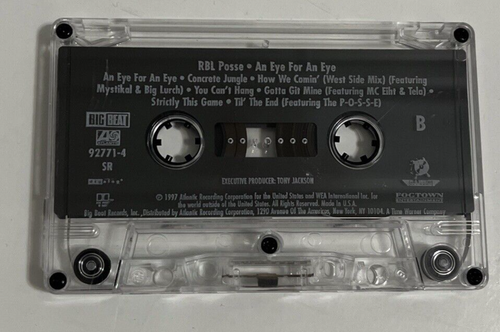 RBL Posse • An Eye For An Eye
An Eye For An Eye • Concrete Jungle • How We Comin' (West Side Mix) (Featuring
Mystikal & Big Lurch) • You Can't Hang • Gotta Git Mine (Featuring MC Eiht & Tela) •
Strictly This Game • Til' The End (Featuring The P-O-S-S-E)
BIG BEAT
B
ATLANTIC
92771-4
SR
EXECUTIVE PRODUCER: TONY JACKSON
FOGTOWN
© 1997 Atlantic Recording Corporation for the United States and WEA International Inc. for
the world outside of the United States. All Rights Reserved. Made in U.S.A.
Big Beat Records, Inc., Distributed by Atlantic Recording Corporation, 1290 Avenue Of The Americas, New York, NY 10104. A Time Warner Company